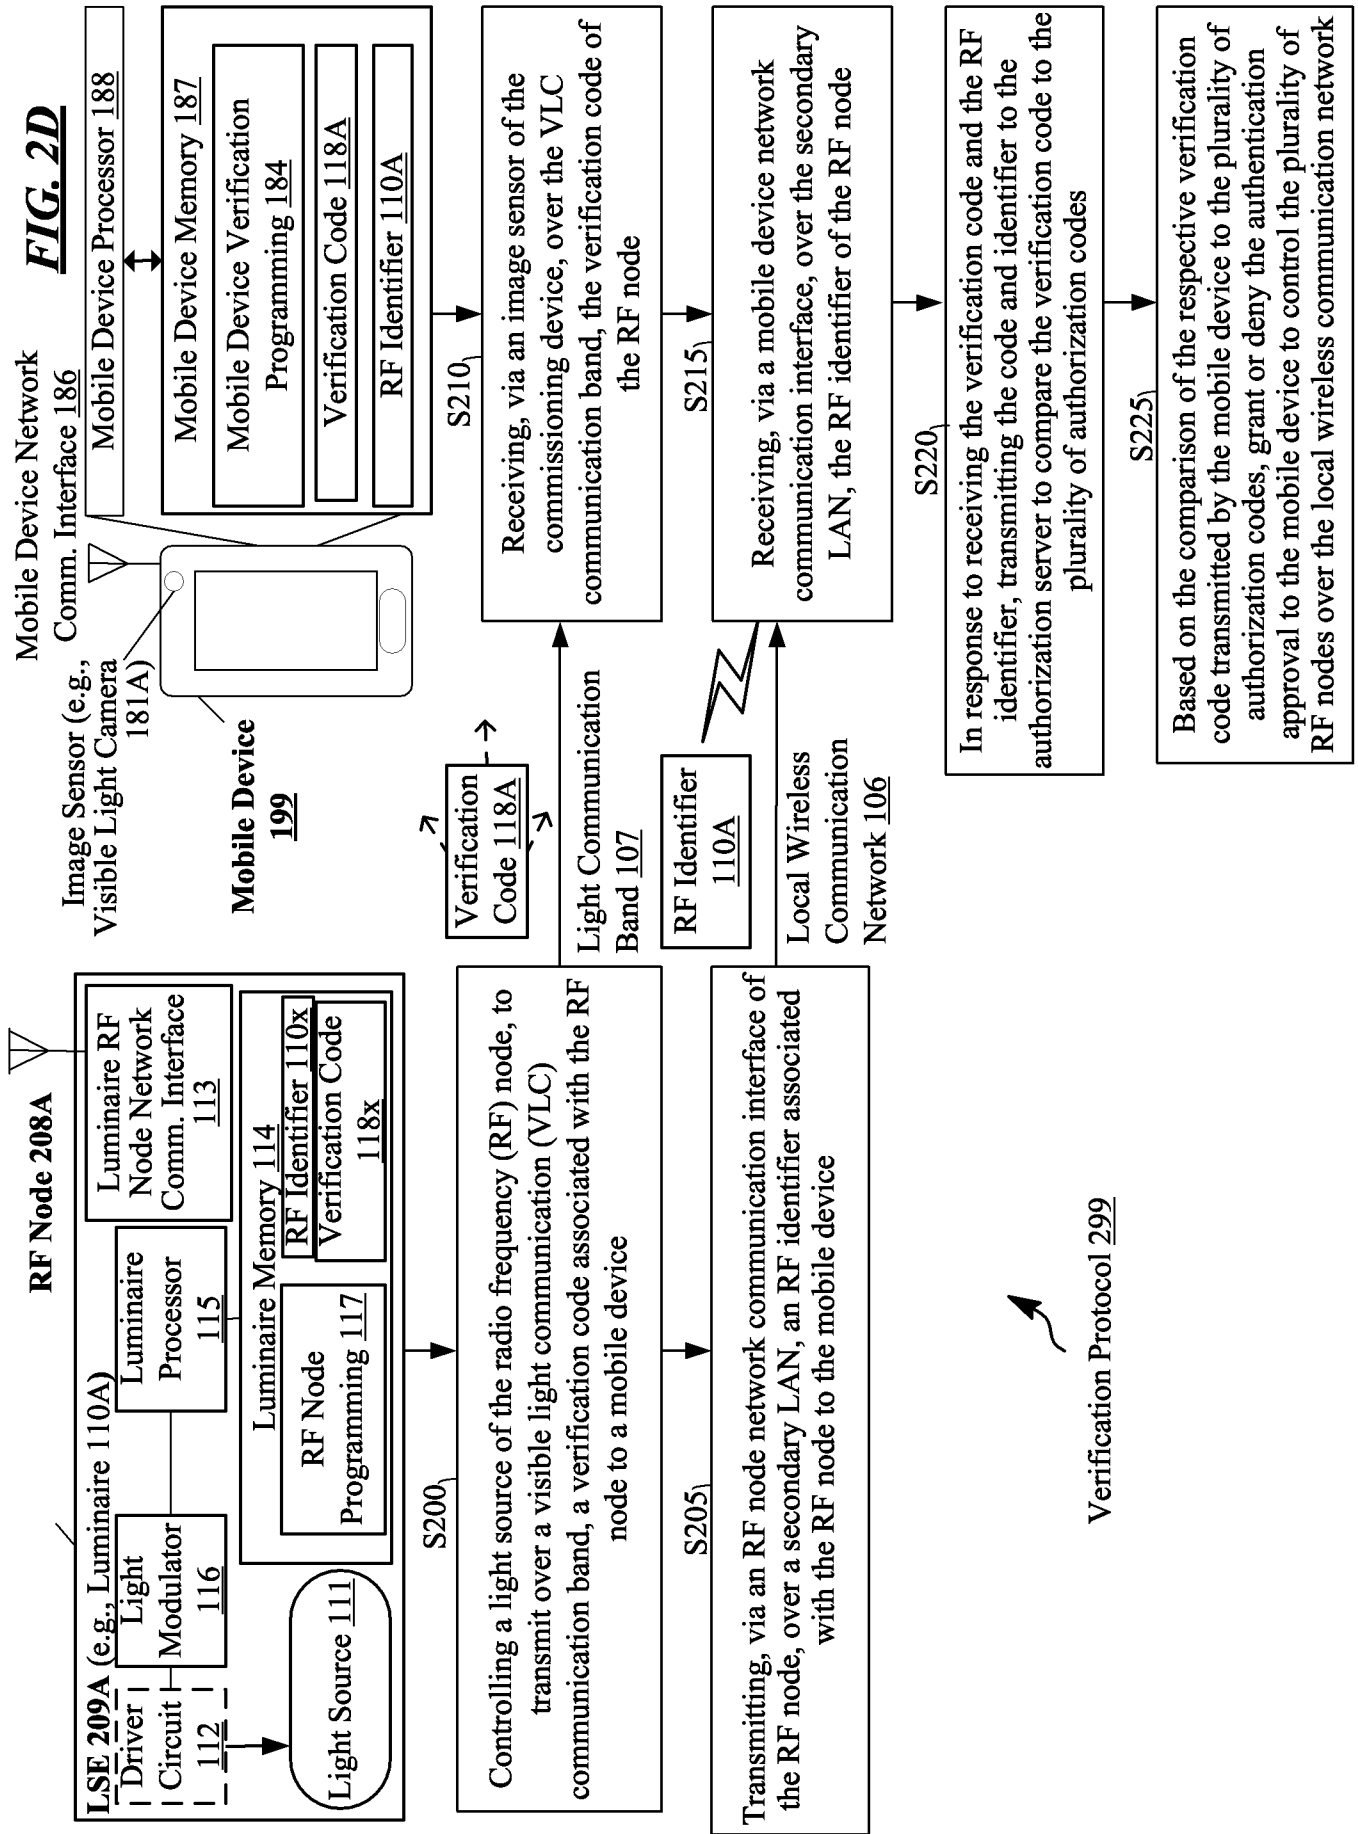 FIG. 2D
RF Node 208A
LSE 209A (e.g., Luminaire 110A)
Driver
Circuit
112
Light
Modulator
116
Luminaire
Processor
115
Luminaire RF
Node Network
Comm. Interface
113
Light Source 111
Luminaire Memory 114
RF Node
Programming 117
RF Identifier 110x
Verification Code
118x
Image Sensor (e.g.,
Visible Light Camera
181A)
Mobile Device Network
Comm. Interface 186
Mobile Device
199
Mobile Device Processor 188
Mobile Device Memory 187
Mobile Device Verification
Programming 184
Verification Code 118A
RF Identifier 110A
S200
Controlling a light source of the radio frequency (RF) node, to
transmit over a visible light communication (VLC)
communication band, a verification code associated with the RF
node to a mobile device
Verification
Code 118A
Light Communication
Band 107
S210
Receiving, via an image sensor of the
commissioning device, over the VLC
communication band, the verification code of
the RF node
S205
Transmitting, via an RF node network communication interface of
the RF node, over a secondary LAN, an RF identifier associated
with the RF node to the mobile device
RF Identifier
110A
Local Wireless
Communication
Network 106
S215
Receiving, via a mobile device network
communication interface, over the secondary
LAN, the RF identifier of the RF node
S220
In response to receiving the verification code and the RF
identifier, transmitting the code and identifier to the
authorization server to compare the verification code to the
plurality of authorization codes
S225
Based on the comparison of the respective verification
code transmitted by the mobile device to the plurality of
authorization codes, grant or deny the authentication
approval to the mobile device to control the plurality of
RF nodes over the local wireless communication network
Verification Protocol 299